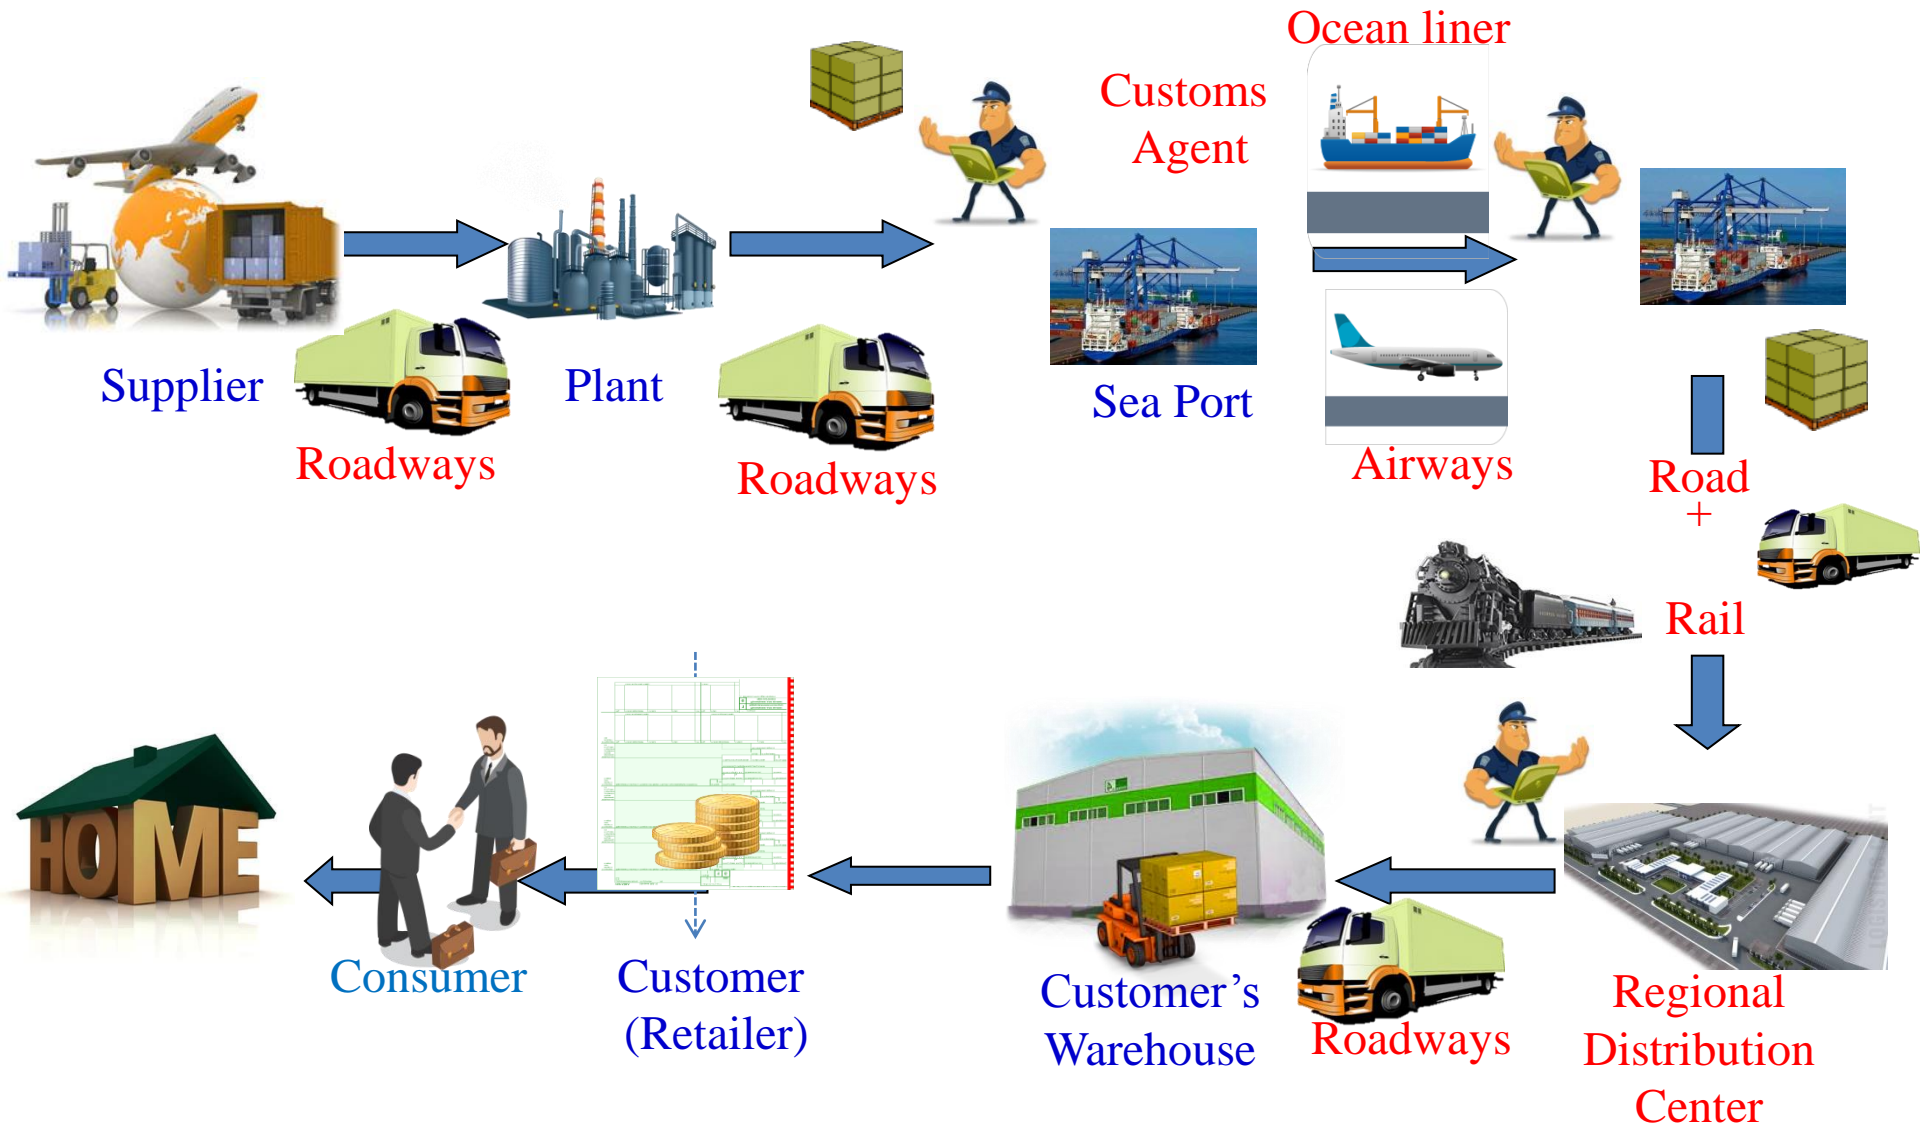 Ocean liner
Customs
Agent
Supplier
Roadways
Plant
Roadways
Sea Port
Airways
Road
+
Rail
HOME
Consumer
Customer
(Retailer)
Customer’s
Warehouse
Roadways
Regional
Distribution
Center